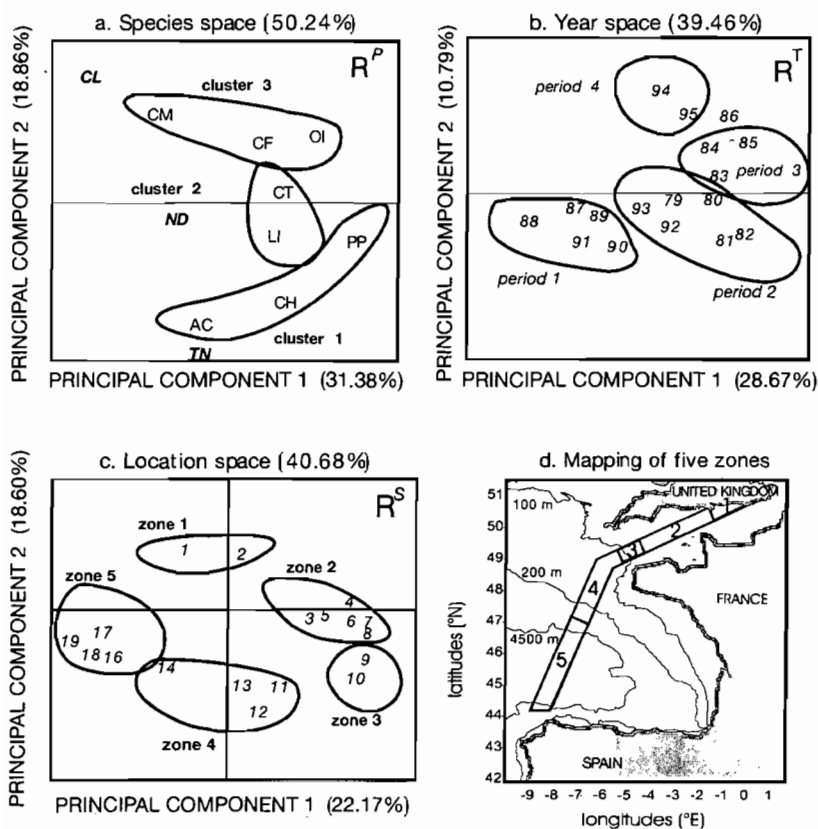 a. Species space (50.24%)
PRINCIPAL COMPONENT 2 (18.86%)
R^P
CL
cluster 3
CM
CF
OI
cluster 2
CT
ND
LI
PP
CH
AC
cluster 1
TN
PRINCIPAL COMPONENT 1 (31.38%)
b. Year space (39.46%)
PRINCIPAL COMPONENT 2 (10.79%)
R^T
period 4
94
95
86
84
85
period 3
83
93
79
80
87
89
88
92
81
82
91
90
period 1
period 2
PRINCIPAL COMPONENT 1 (28.67%)
c. Location space (40.68%)
PRINCIPAL COMPONENT 2 (18.60%)
R^S
zone 1
1
2
zone 5
zone 2
4
3
5
6
7
8
17
19
18
16
14
9
10
13
11
12
zone 3
zone 4
PRINCIPAL COMPONENT 1 (22.17%)
d. Mapping of five zones
latitudes (°N)
51
50
49
48
47
46
45
44
43
42
100 m
UNITED KINGDOM
1
2
3
4
200 m
FRANCE
4500 m
5
SPAIN
-9 -8 -7 -6 -5 -4 -3 -2 -1 0 1
longitudes (°E)